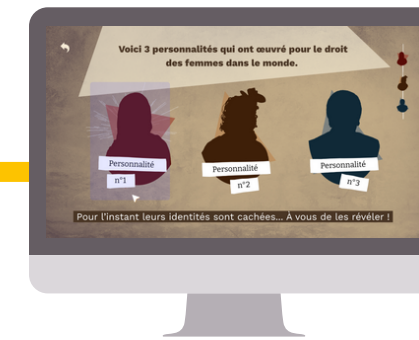 Voici 3 personnalités qui ont œuvré pour le droit
des femmes dans le monde.
Personnalité
n°1
Personnalité
n°2
Personnalité
n°3
Pour l'instant leurs identités sont cachées... À vous de les révéler !